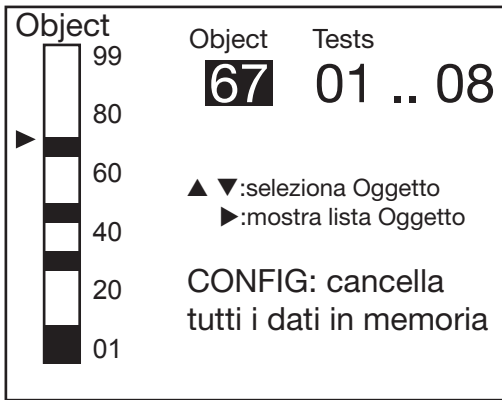 Object
99
80
60
40
20
01
Object Tests
67 01 .. 08
▲ ▼:seleziona Oggetto
▶:mostra lista Oggetto
CONFIG: cancella
tutti i dati in memoria